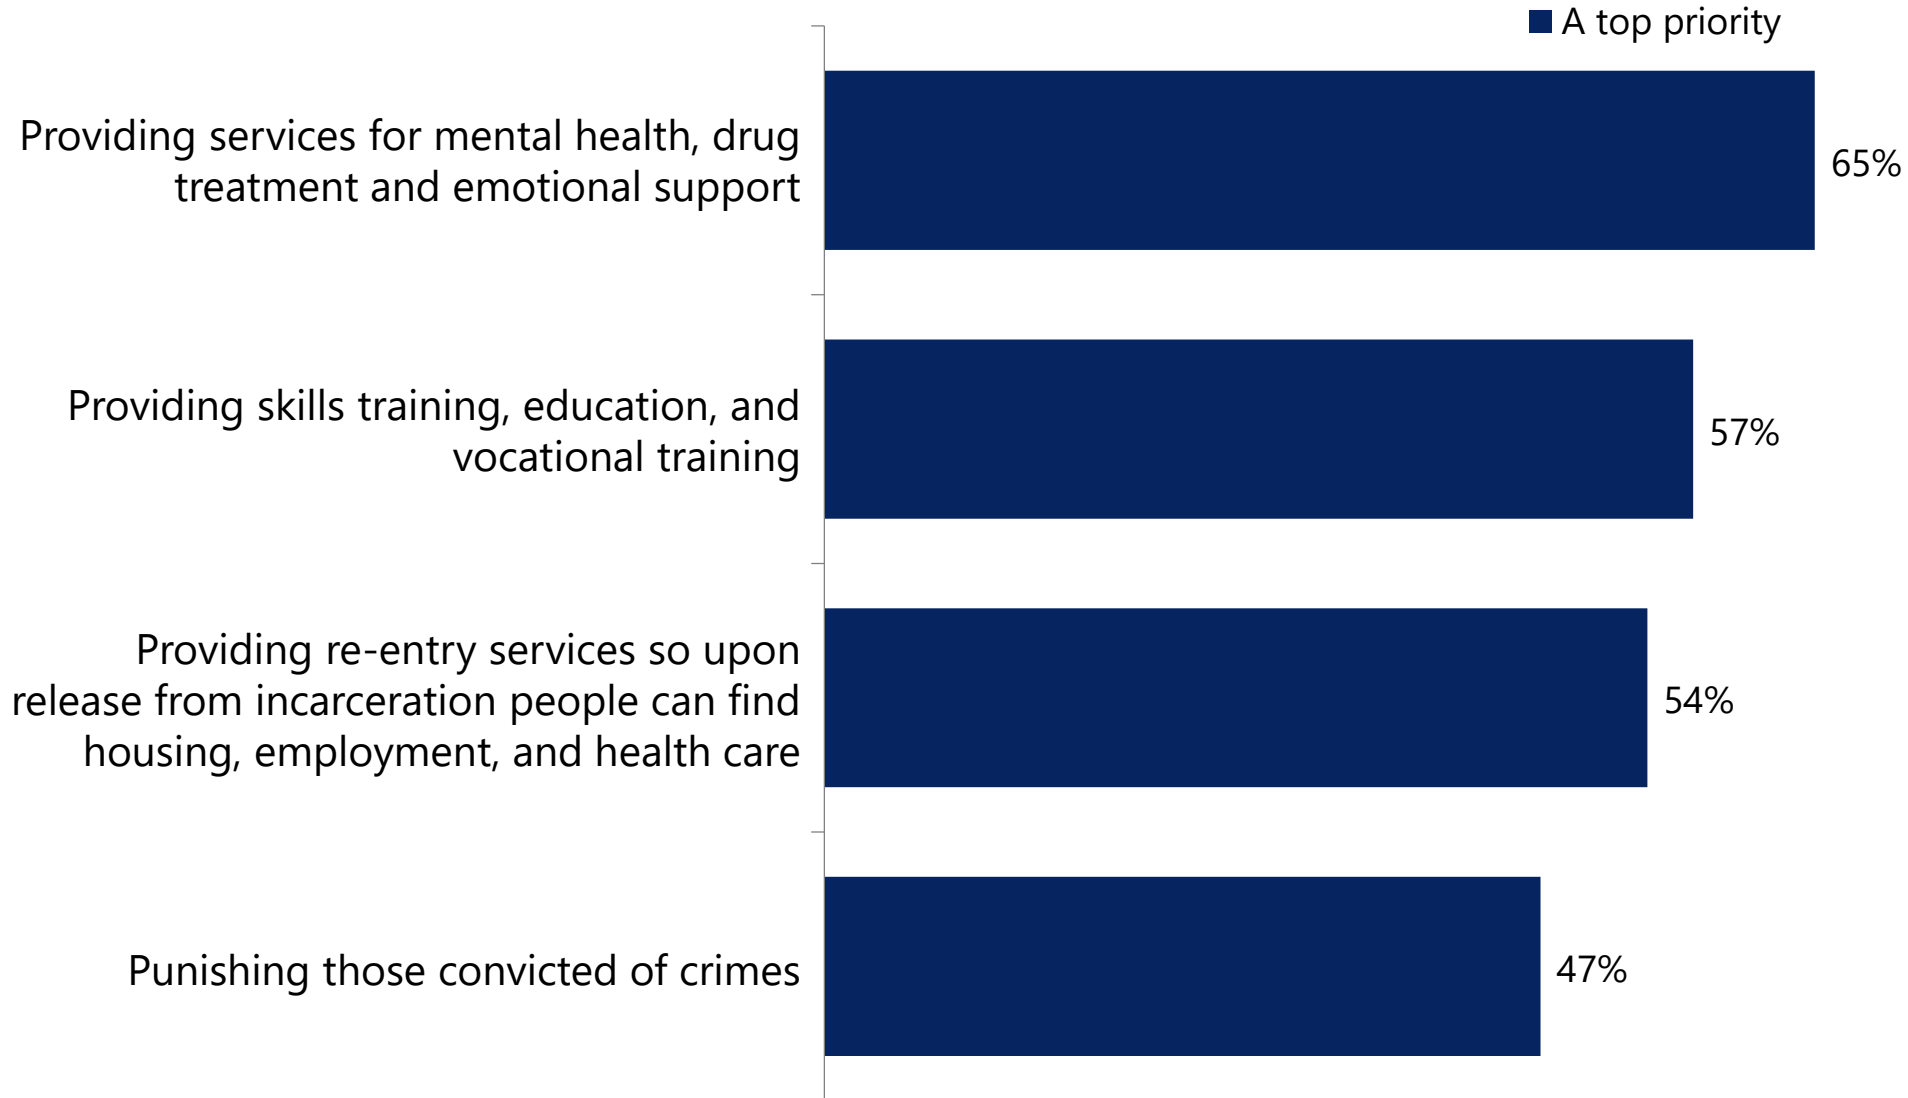 A top priority
Providing services for mental health, drug
treatment and emotional support
65%
Providing skills training, education, and
vocational training
57%
Providing re-entry services so upon
release from incarceration people can find
housing, employment, and health care
54%
Punishing those convicted of crimes
47%